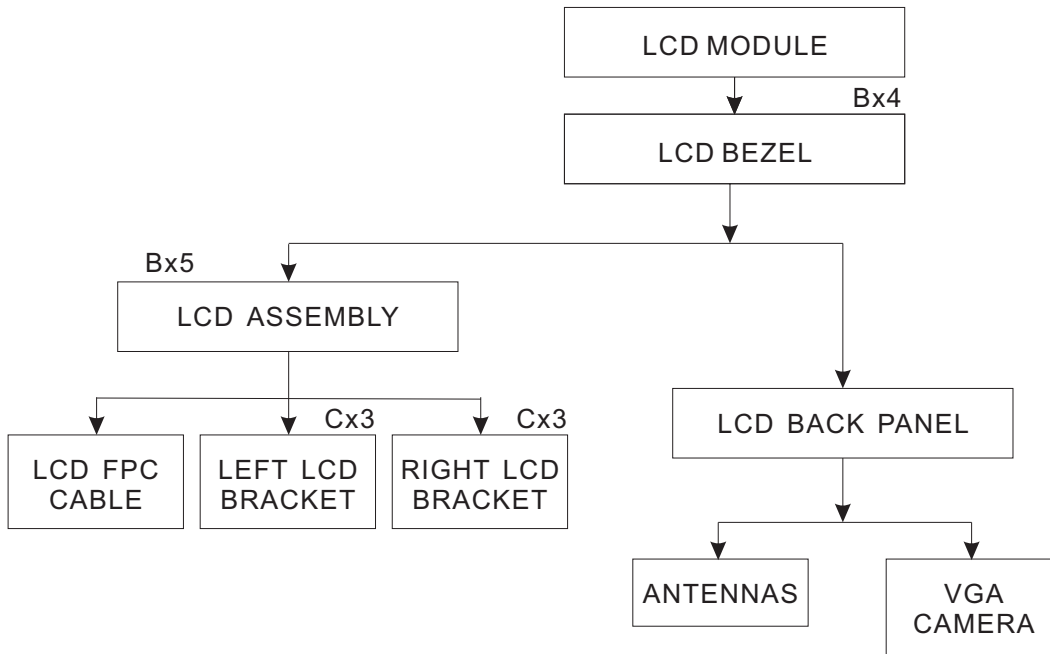 LCD MODULE
Bx4
LCD BEZEL
Bx5
LCD ASSEMBLY
LCD BACK PANEL
Cx3
Cx3
LCD FPC
CABLE
LEFT LCD
BRACKET
RIGHT LCD
BRACKET
ANTENNAS
VGA
CAMERA